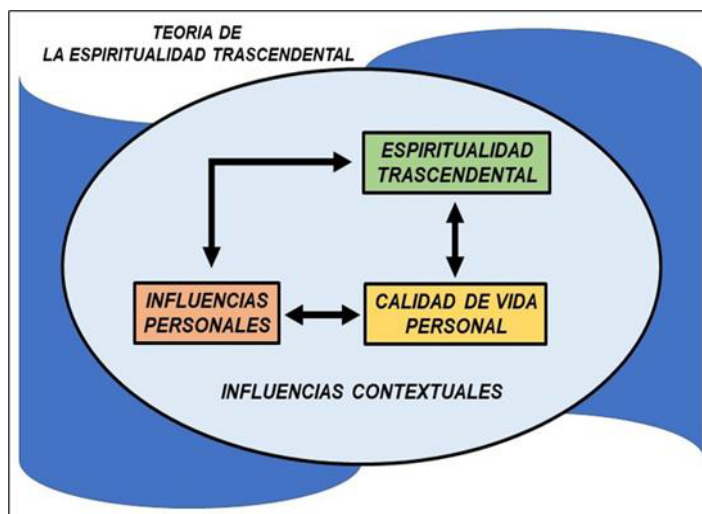 TEORIA DE
LA ESPIRITUALIDAD TRASCENDENTAL
ESPIRITUALIDAD
TRASCENDENTAL
INFLUENCIAS
PERSONALES
CALIDAD DE VIDA
PERSONAL
INFLUENCIAS CONTEXTUALES